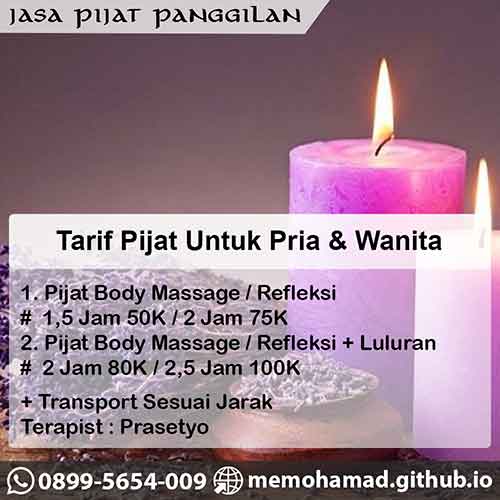 JASA PIJAT PANGGILAN
Tarif Pijat Untuk Pria & Wanita
1. Pijat Body Massage / Refleksi
# 1,5 Jam 50K / 2 Jam 75K
2. Pijat Body Massage / Refleksi + Luluran
# 2 Jam 80K / 2,5 Jam 100K
+ Transport Sesuai Jarak
Terapist : Prasetyo
0899-5654-009 memohamad.github.io